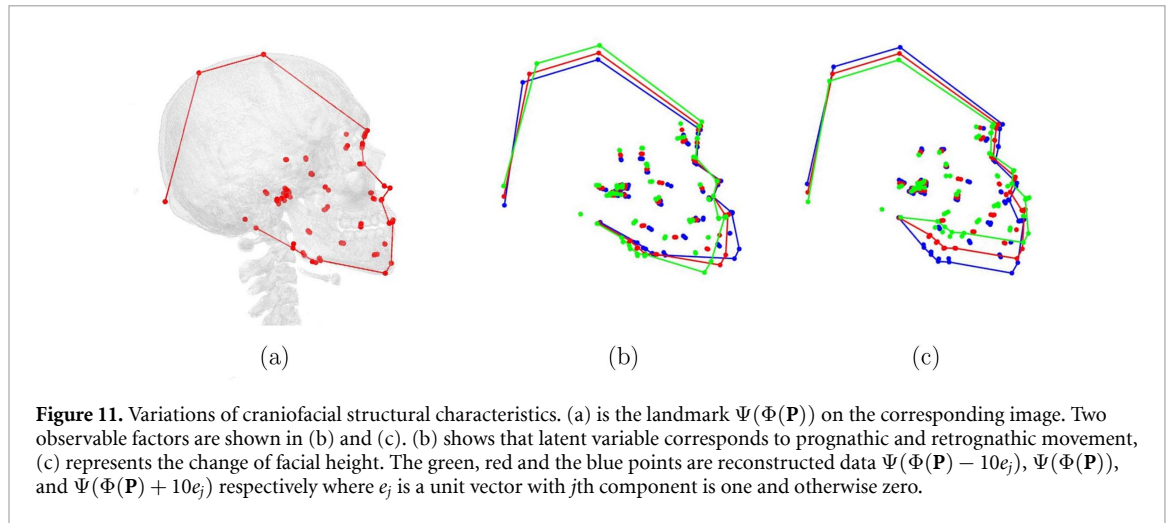 (a)
(b)
(c)
Figure 11. Variations of craniofacial structural characteristics. (a) is the landmark Ψ(Φ(P)) on the corresponding image. Two
observable factors are shown in (b) and (c). (b) shows that latent variable corresponds to prognathic and retrognathic movement,
(c) represents the change of facial height. The green, red and the blue points are reconstructed data Ψ(Φ(P) − 10eⱼ), Ψ(Φ(P)),
and Ψ(Φ(P) + 10eⱼ) respectively where eⱼ is a unit vector with jth component is one and otherwise zero.